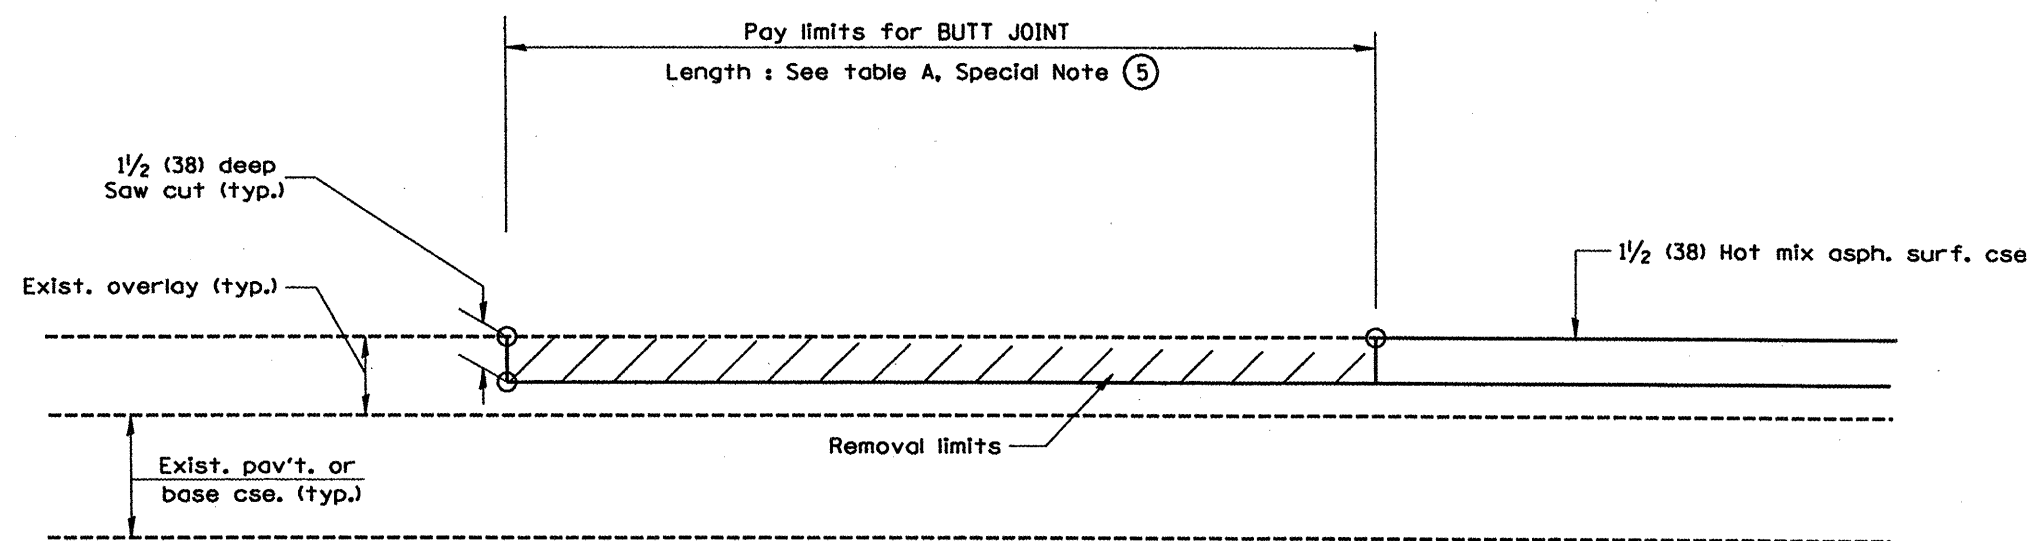 Pay limits for BUTT JOINT
Length : See table A, Special Note 5
1½ (38) deep
Saw cut (typ.)
1½ (38) Hot mix asph. surf. cse
Exist. overlay (typ.)
Removal limits
Exist. pav't. or
base cse. (typ.)